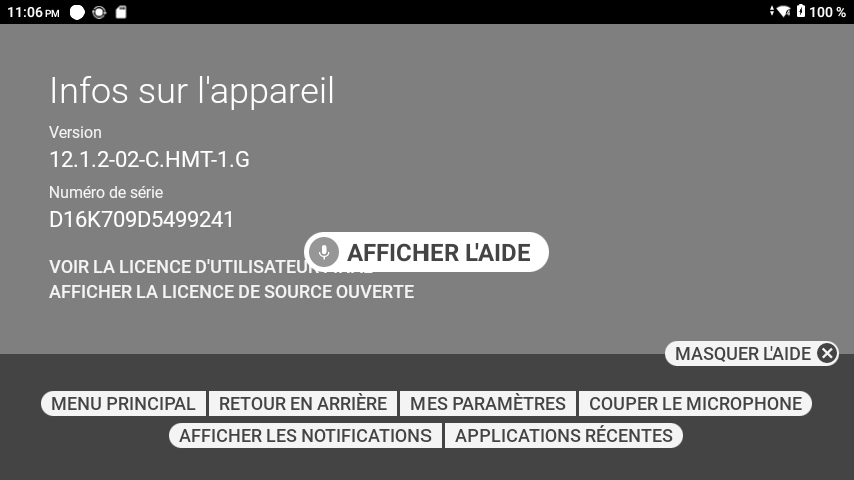 11:06 PM 100 %
Infos sur l'appareil
Version
12.1.2-02-C.HMT-1.G
Numéro de série
D16K709D5499241
AFFICHER L'AIDE
VOIR LA LICENCE D'UTILISATEUR
AFFICHER LA LICENCE DE SOURCE OUVERTE
MASQUER L'AIDE
MENU PRINCIPAL RETOUR EN ARRIÈRE MES PARAMÈTRES COUPER LE MICROPHONE
AFFICHER LES NOTIFICATIONS APPLICATIONS RÉCENTES